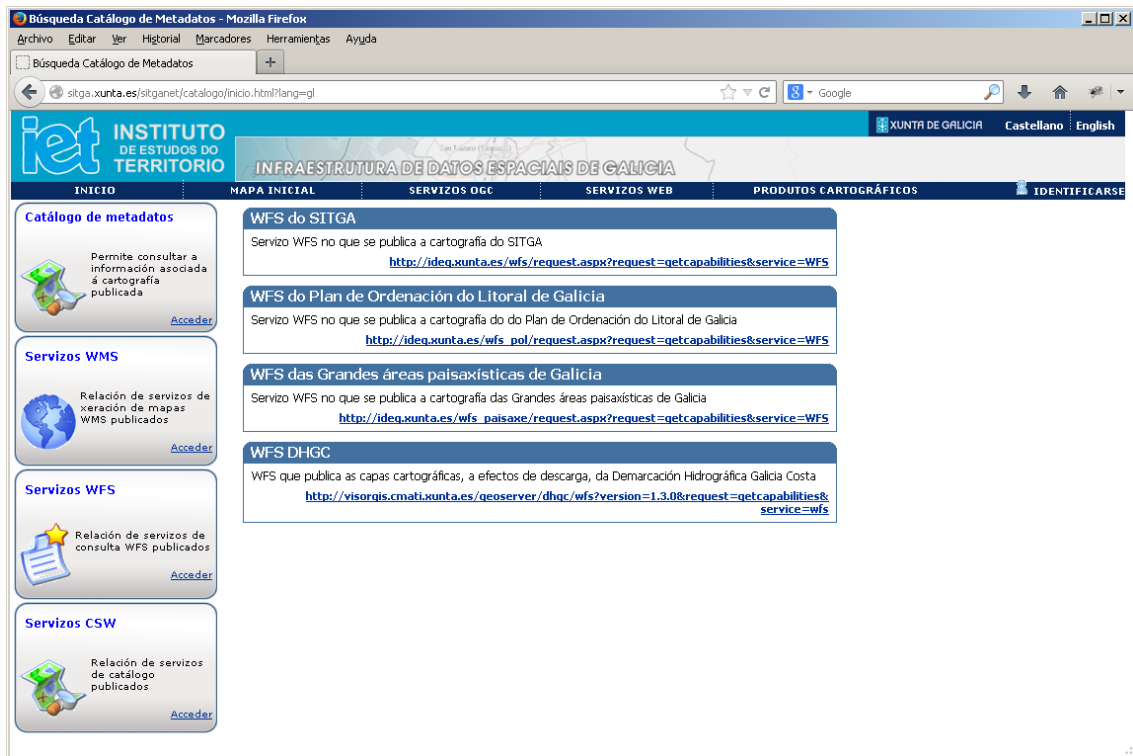 Búsqueda Catálogo de Metadatos - Mozilla Firefox
Archivo Editar Ver Historial Marcadores Herramientas Ayuda
Búsqueda Catálogo de Metadatos
sitga.xunta.es/sitganet/catalogo/inicio.html?lang=gl
Google
iet INSTITUTO
DE ESTUDOS DO
TERRITORIO
XUNTA DE GALICIA Castellano English
INFRAESTRUTURA DE DATOS ESPACIAIS DE GALICIA
INICIO MAPA INICIAL SERVIZOS OGC SERVIZOS WEB PRODUTOS CARTOGRÁFICOS IDENTIFICARSE
Catálogo de metadatos
Permite consultar a
información asociada
á cartografía
publicada
Acceder
Servizos WMS
Relación de servizos de
xeración de mapas
WMS publicados
Acceder
Servizos WFS
Relación de servizos de
consulta WFS publicados
Acceder
Servizos CSW
Relación de servizos
de catálogo
publicados
Acceder
WFS do SITGA
Servizo WFS no que se publica a cartografía do SITGA
http://ideg.xunta.es/wfs/request.aspx?request=getcapabilities&service=WFS
WFS do Plan de Ordenación do Litoral de Galicia
Servizo WFS no que se publica a cartografía do do Plan de Ordenación do Litoral de Galicia
http://ideg.xunta.es/wfs_pol/request.aspx?request=getcapabilities&service=WFS
WFS das Grandes áreas paisaxísticas de Galicia
Servizo WFS no que se publica a cartografía das Grandes áreas paisaxísticas de Galicia
http://ideg.xunta.es/wfs_paisaxe/request.aspx?request=getcapabilities&service=WFS
WFS DHGC
WFS que publica as capas cartográficas, a efectos de descarga, da Demarcación Hidrográfica Galicia Costa
http://visorgis.cmati.xunta.es/geoserver/dhgc/wfs?version=1.3.0&request=getcapabilities&
service=wfs